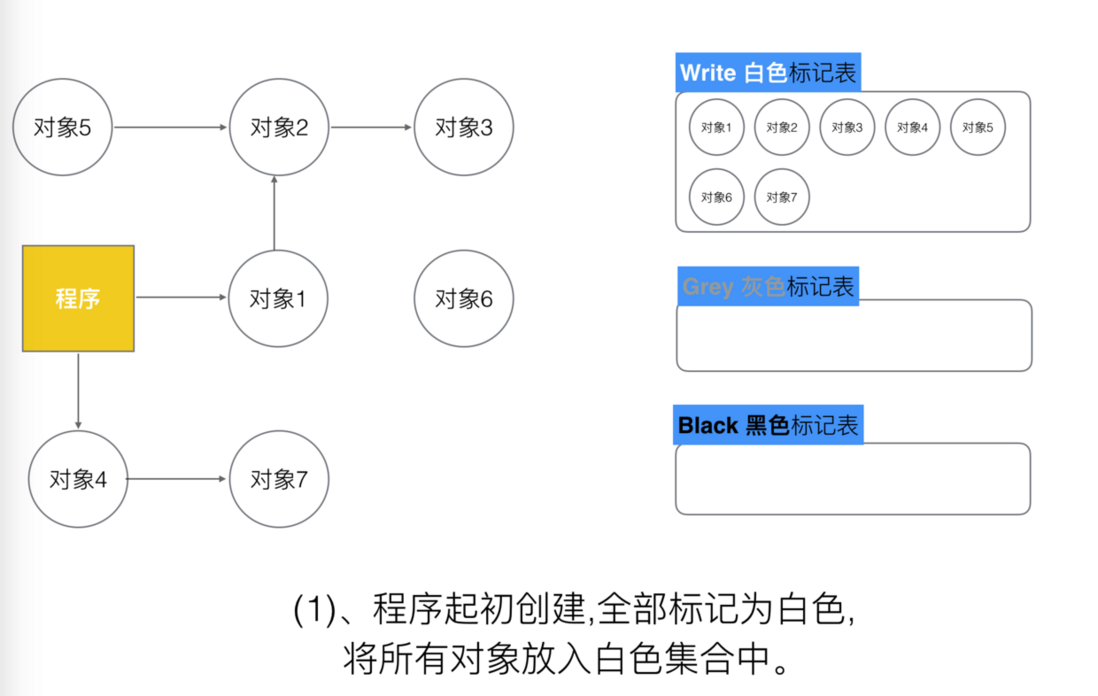 对象5
对象2
对象3
程序
对象1
对象6
对象4
对象7
Write 白色标记表
对象1 对象2 对象3 对象4 对象5
对象6 对象7
Grey 灰色标记表
Black 黑色标记表
(1)、程序起初创建,全部标记为白色,
将所有对象放入白色集合中。